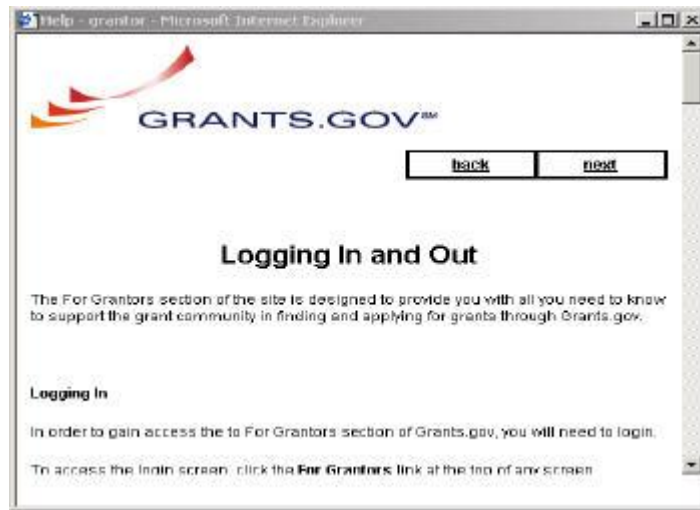 Help - grantor - Microsoft Internet Explorer
GRANTS.GOV℠
back next
Logging In and Out
The For Grantors section of the site is designed to provide you with all you need to know
to support the grant community in finding and applying for grants through Grants.gov.
Logging In
In order to gain access the to For Grantors section of Grants.gov, you will need to login.
To access the login screen, click the For Grantors link at the top of any screen